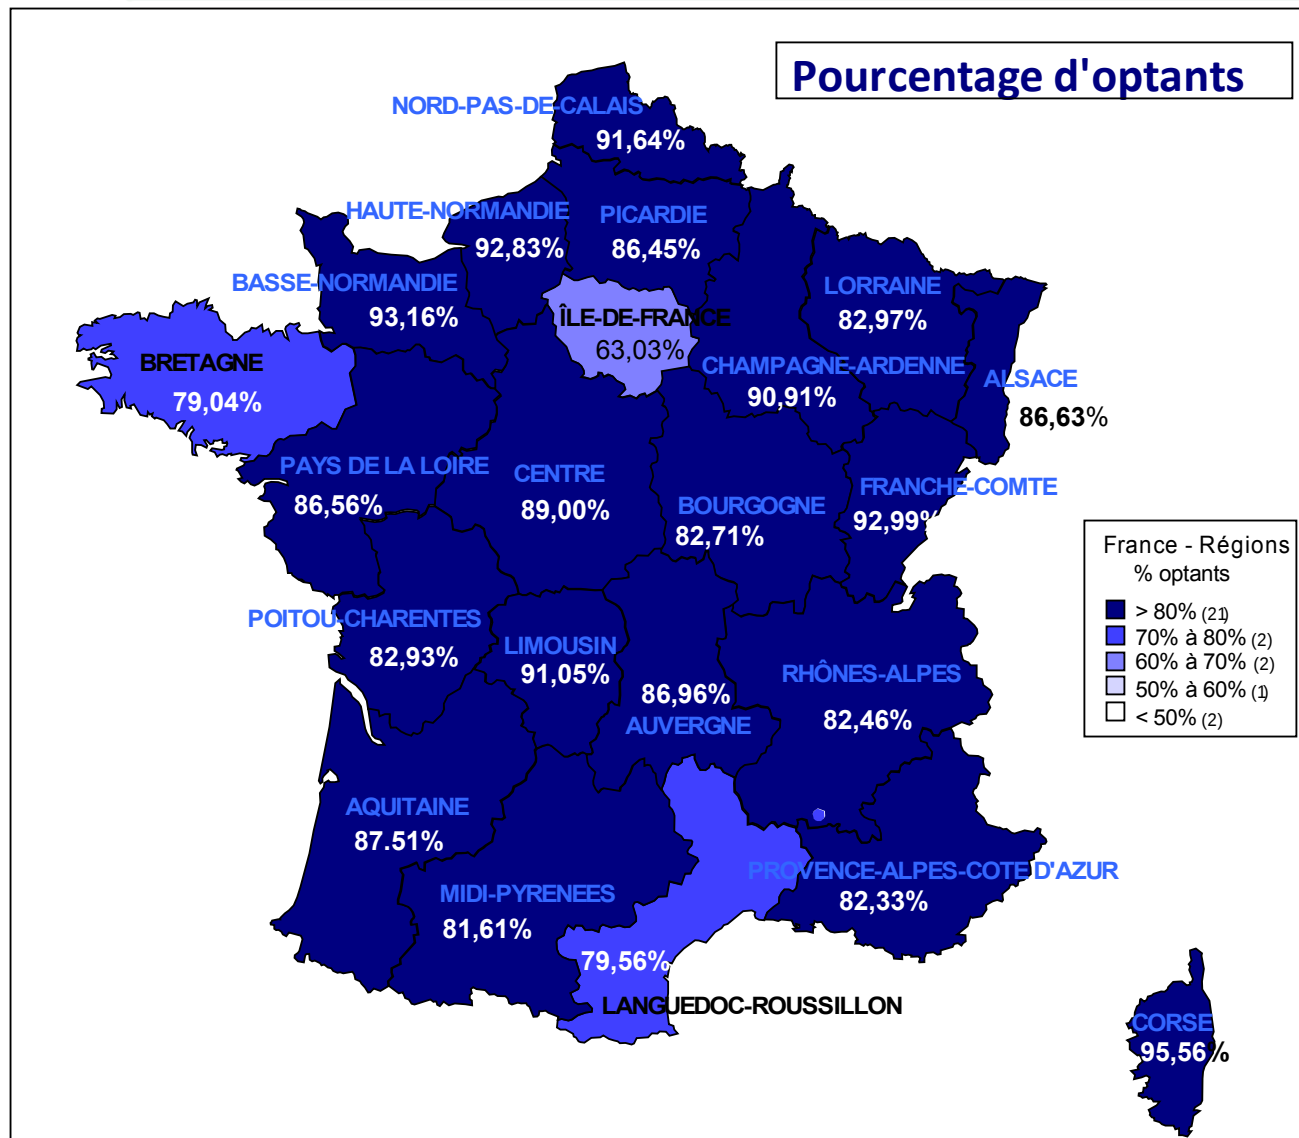 Pourcentage d'optants
NORD-PAS-DE-CALAIS
91,64%
HAUTE-NORMANDIE
92,83%
PICARDIE
86,45%
BASSE-NORMANDIE
93,16%
LORRAINE
82,97%
ÎLE-DE-FRANCE
63,03%
BRETAGNE
79,04%
CHAMPAGNE-ARDENNE
90,91%
ALSACE
86,63%
PAYS DE LA LOIRE
86,56%
CENTRE
89,00%
BOURGOGNE
82,71%
FRANCHE-COMTE
92,99%
France - Régions
% optants
> 80% (21)
70% à 80% (2)
60% à 70% (2)
50% à 60% (1)
< 50% (2)
POITOU-CHARENTES
82,93%
LIMOUSIN
91,05%
86,96%
AUVERGNE
RHÔNES-ALPES
82,46%
AQUITAINE
87.51%
MIDI-PYRENEES
81,61%
PROVENCE-ALPES-COTE D'AZUR
82,33%
79,56%
LANGUEDOC-ROUSSILLON
CORSE
95,56%